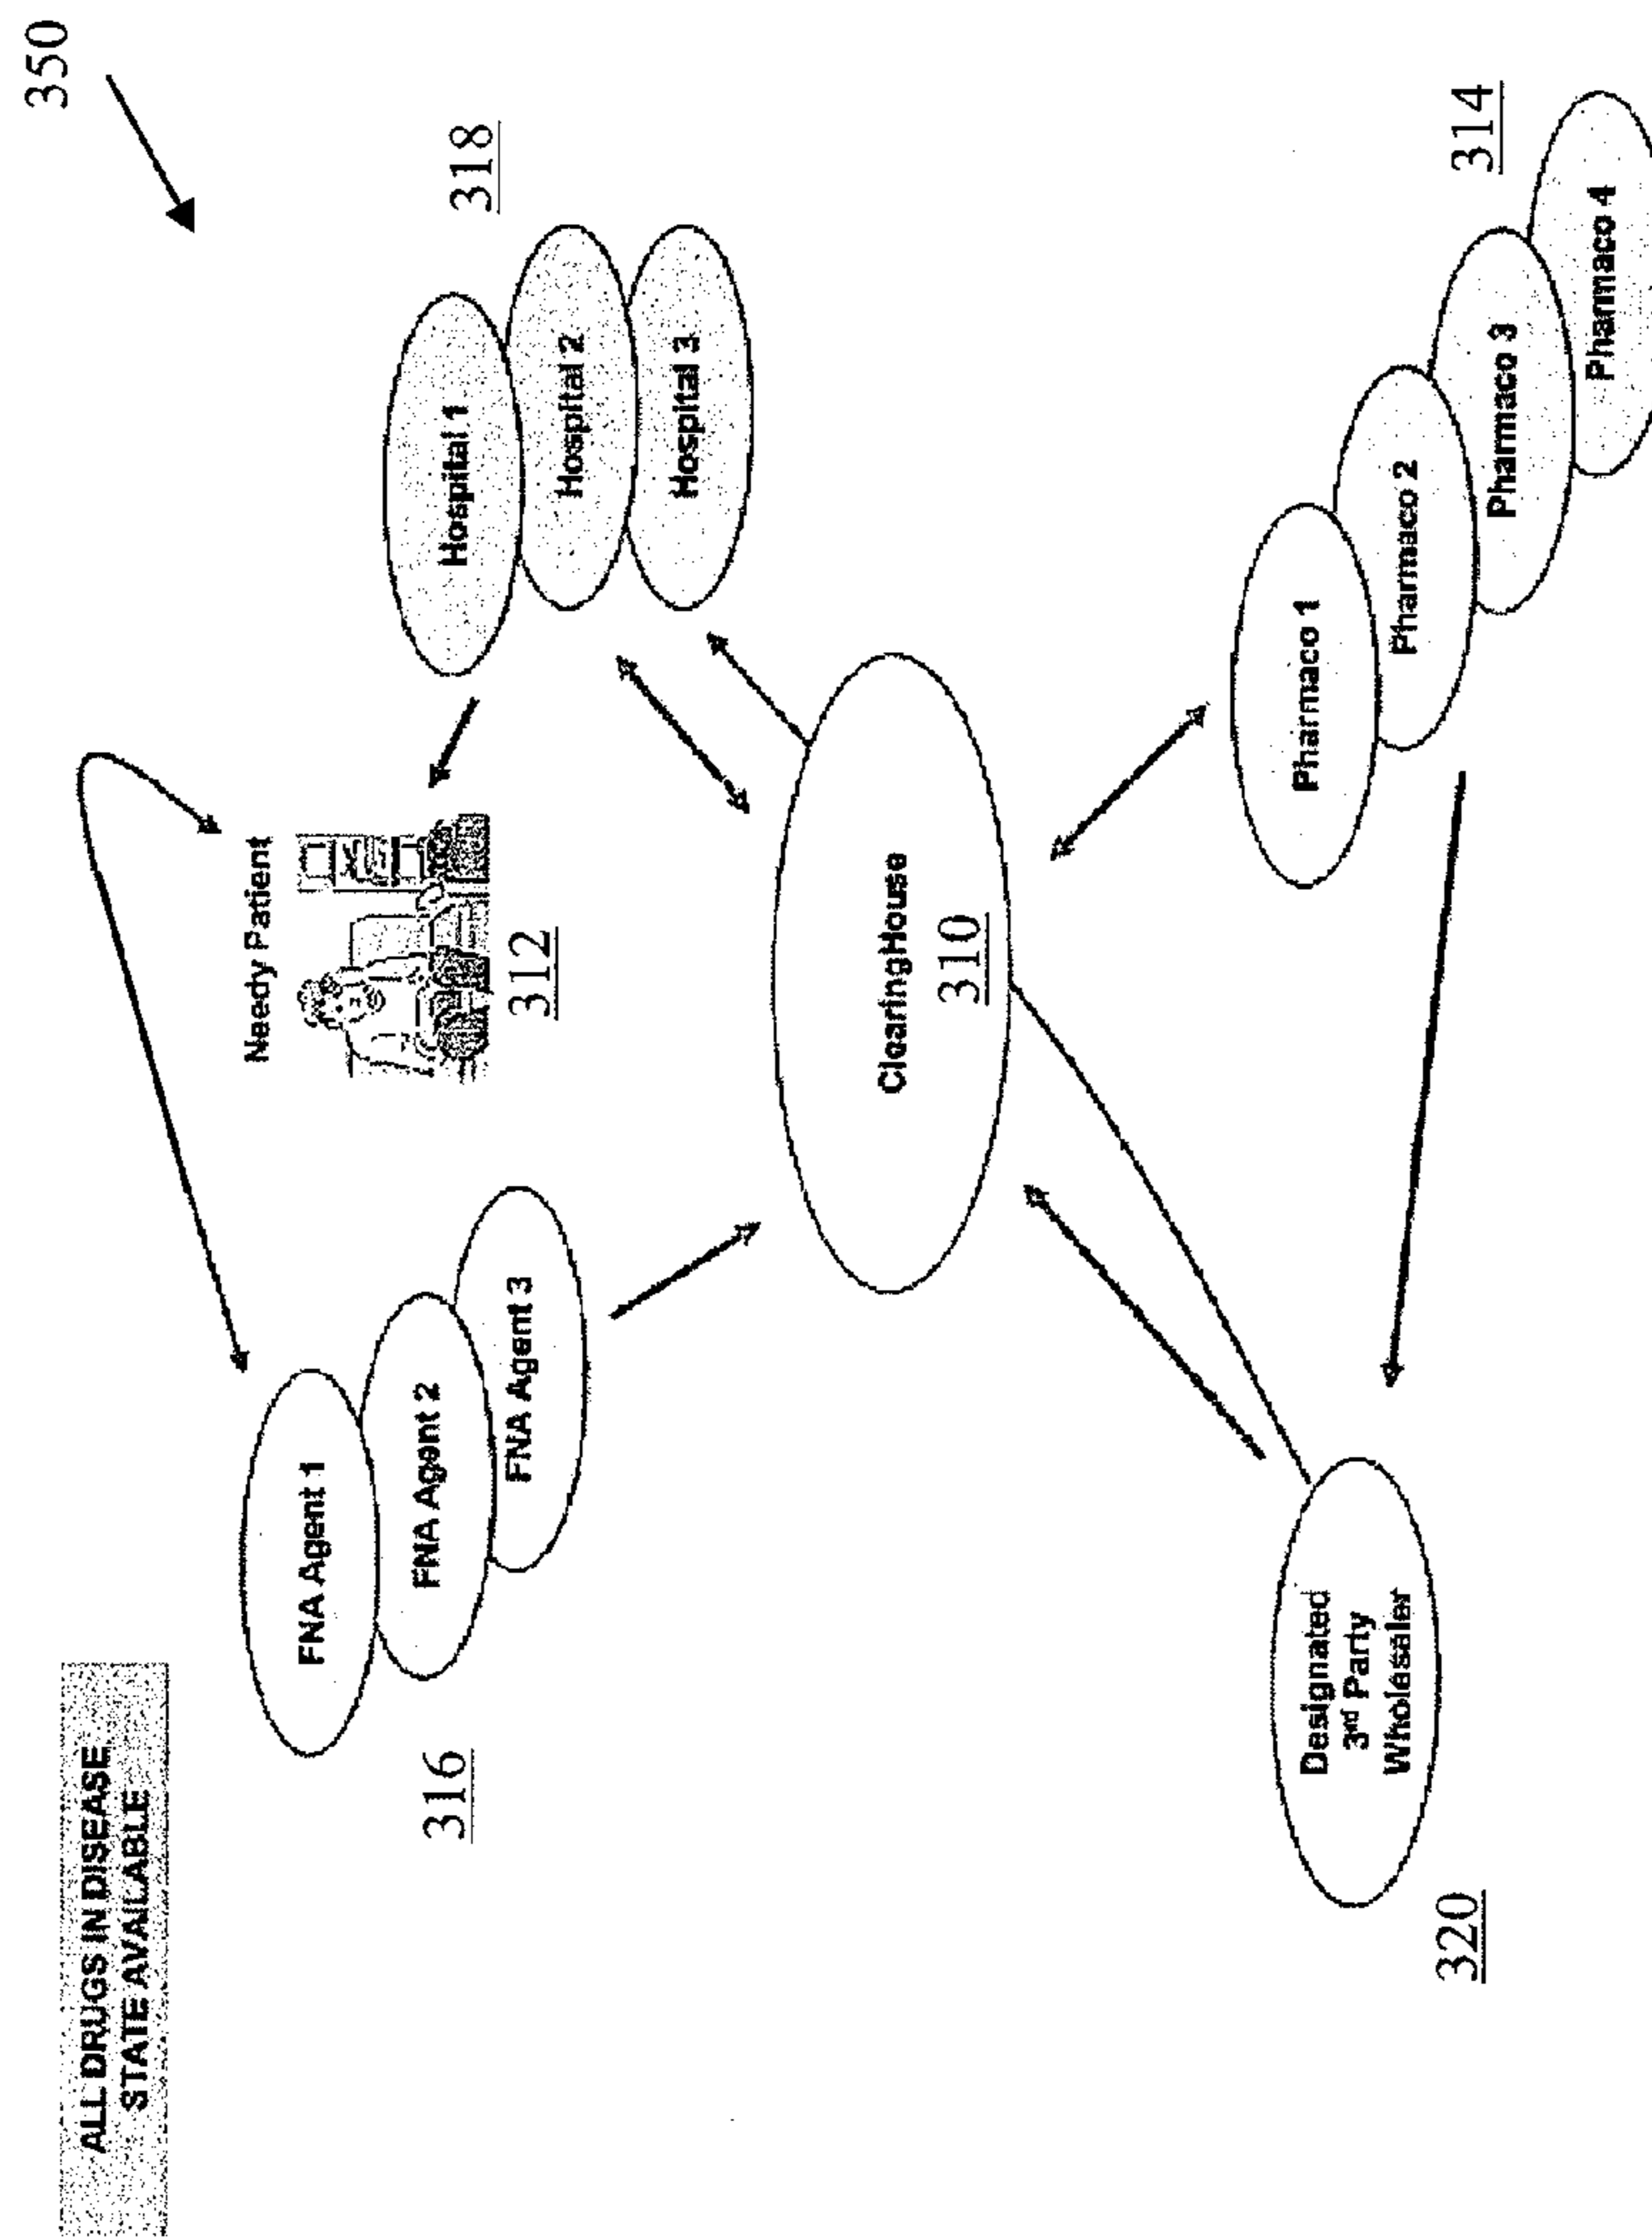 ALL DRUGS IN DISEASE
STATE AVAILABLE
350
FNA Agent 1
FNA Agent 2
FNA Agent 3
316
Needy Patient
312
Hospital 1
Hospital 2
Hospital 3
318
ClearingHouse
310
Designated
3rd Party
Wholesaler
320
Pharmaco 1
Pharmaco 2
Pharmaco 3
Pharmaco 4
314